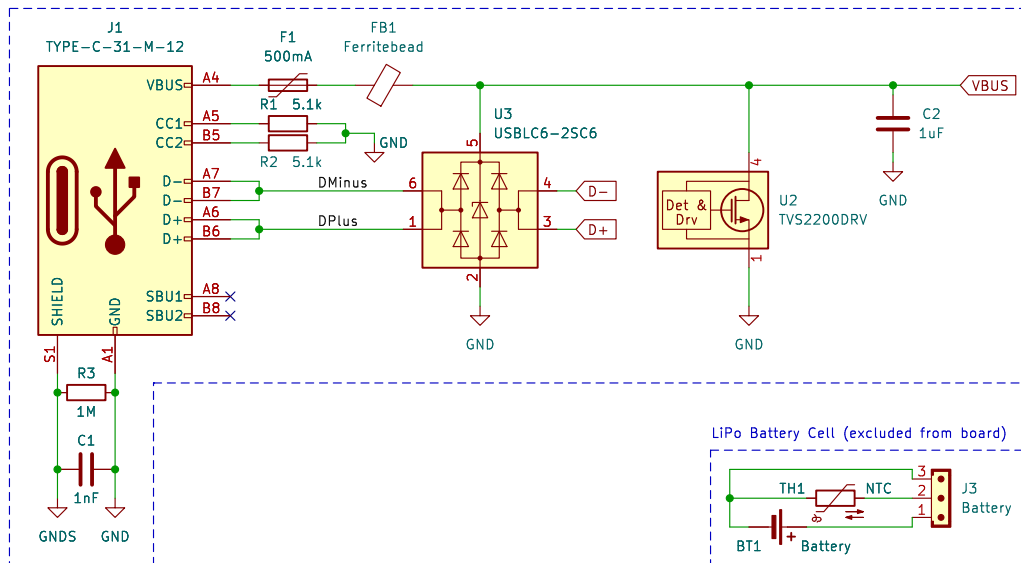 J1
TYPE-C-31-M-12
F1
500mA
FB1
Ferritebead
VBUS
A4
R1 5.1k
CC1
A5
CC2
B5
R2 5.1k
GND
U3
USBLC6-2SC6
VBUS
C2
1uF
GND
D-
A7
D-
B7
D+
A6
D+
B6
DMinus
DPlus
5
6
1
4
3
2
D-
D+
GND
4
Det &
Drv
U2
TVS2200DRV
1
GND
SBU1
A8
SBU2
B8
SHIELD
GND
S1
A1
R3
1M
C1
1nF
GNDS
GND
LiPo Battery Cell (excluded from board)
TH1
NTC
3
2
1
J3
Battery
BT1
+
Battery